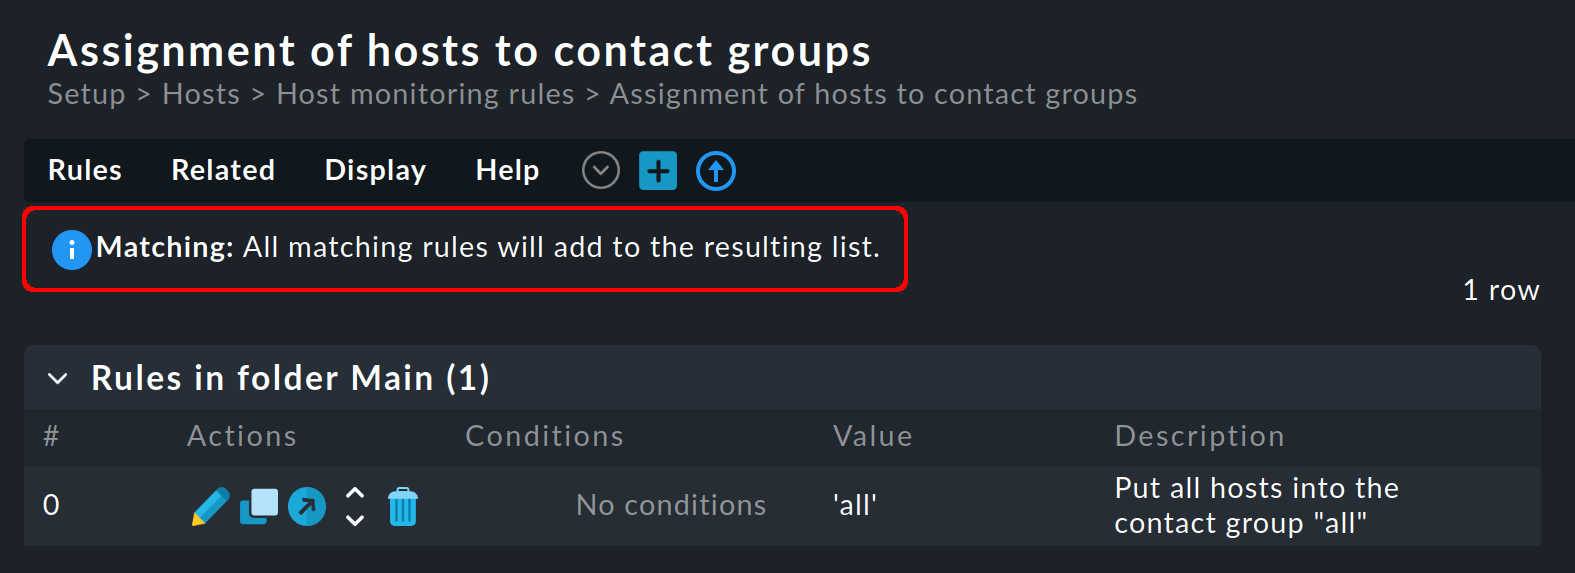 Assignment of hosts to contact groups
Setup > Hosts > Host monitoring rules > Assignment of hosts to contact groups
Rules Related Display Help
Matching: All matching rules will add to the resulting list.
1 row
Rules in folder Main (1)
# Actions Conditions Value Description
0 No conditions 'all' Put all hosts into the
contact group "all"